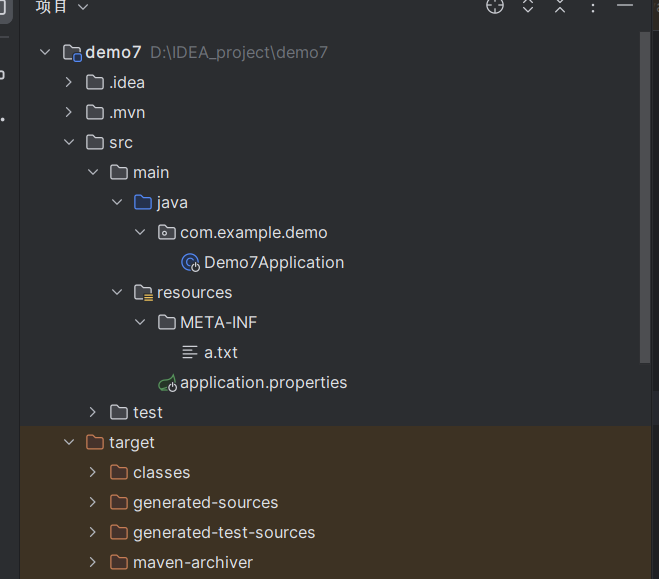 项目
demo7 D:\IDEA_project\demo7
.idea
.mvn
src
main
java
com.example.demo
Demo7Application
resources
META-INF
a.txt
application.properties
test
target
classes
generated-sources
generated-test-sources
maven-archiver